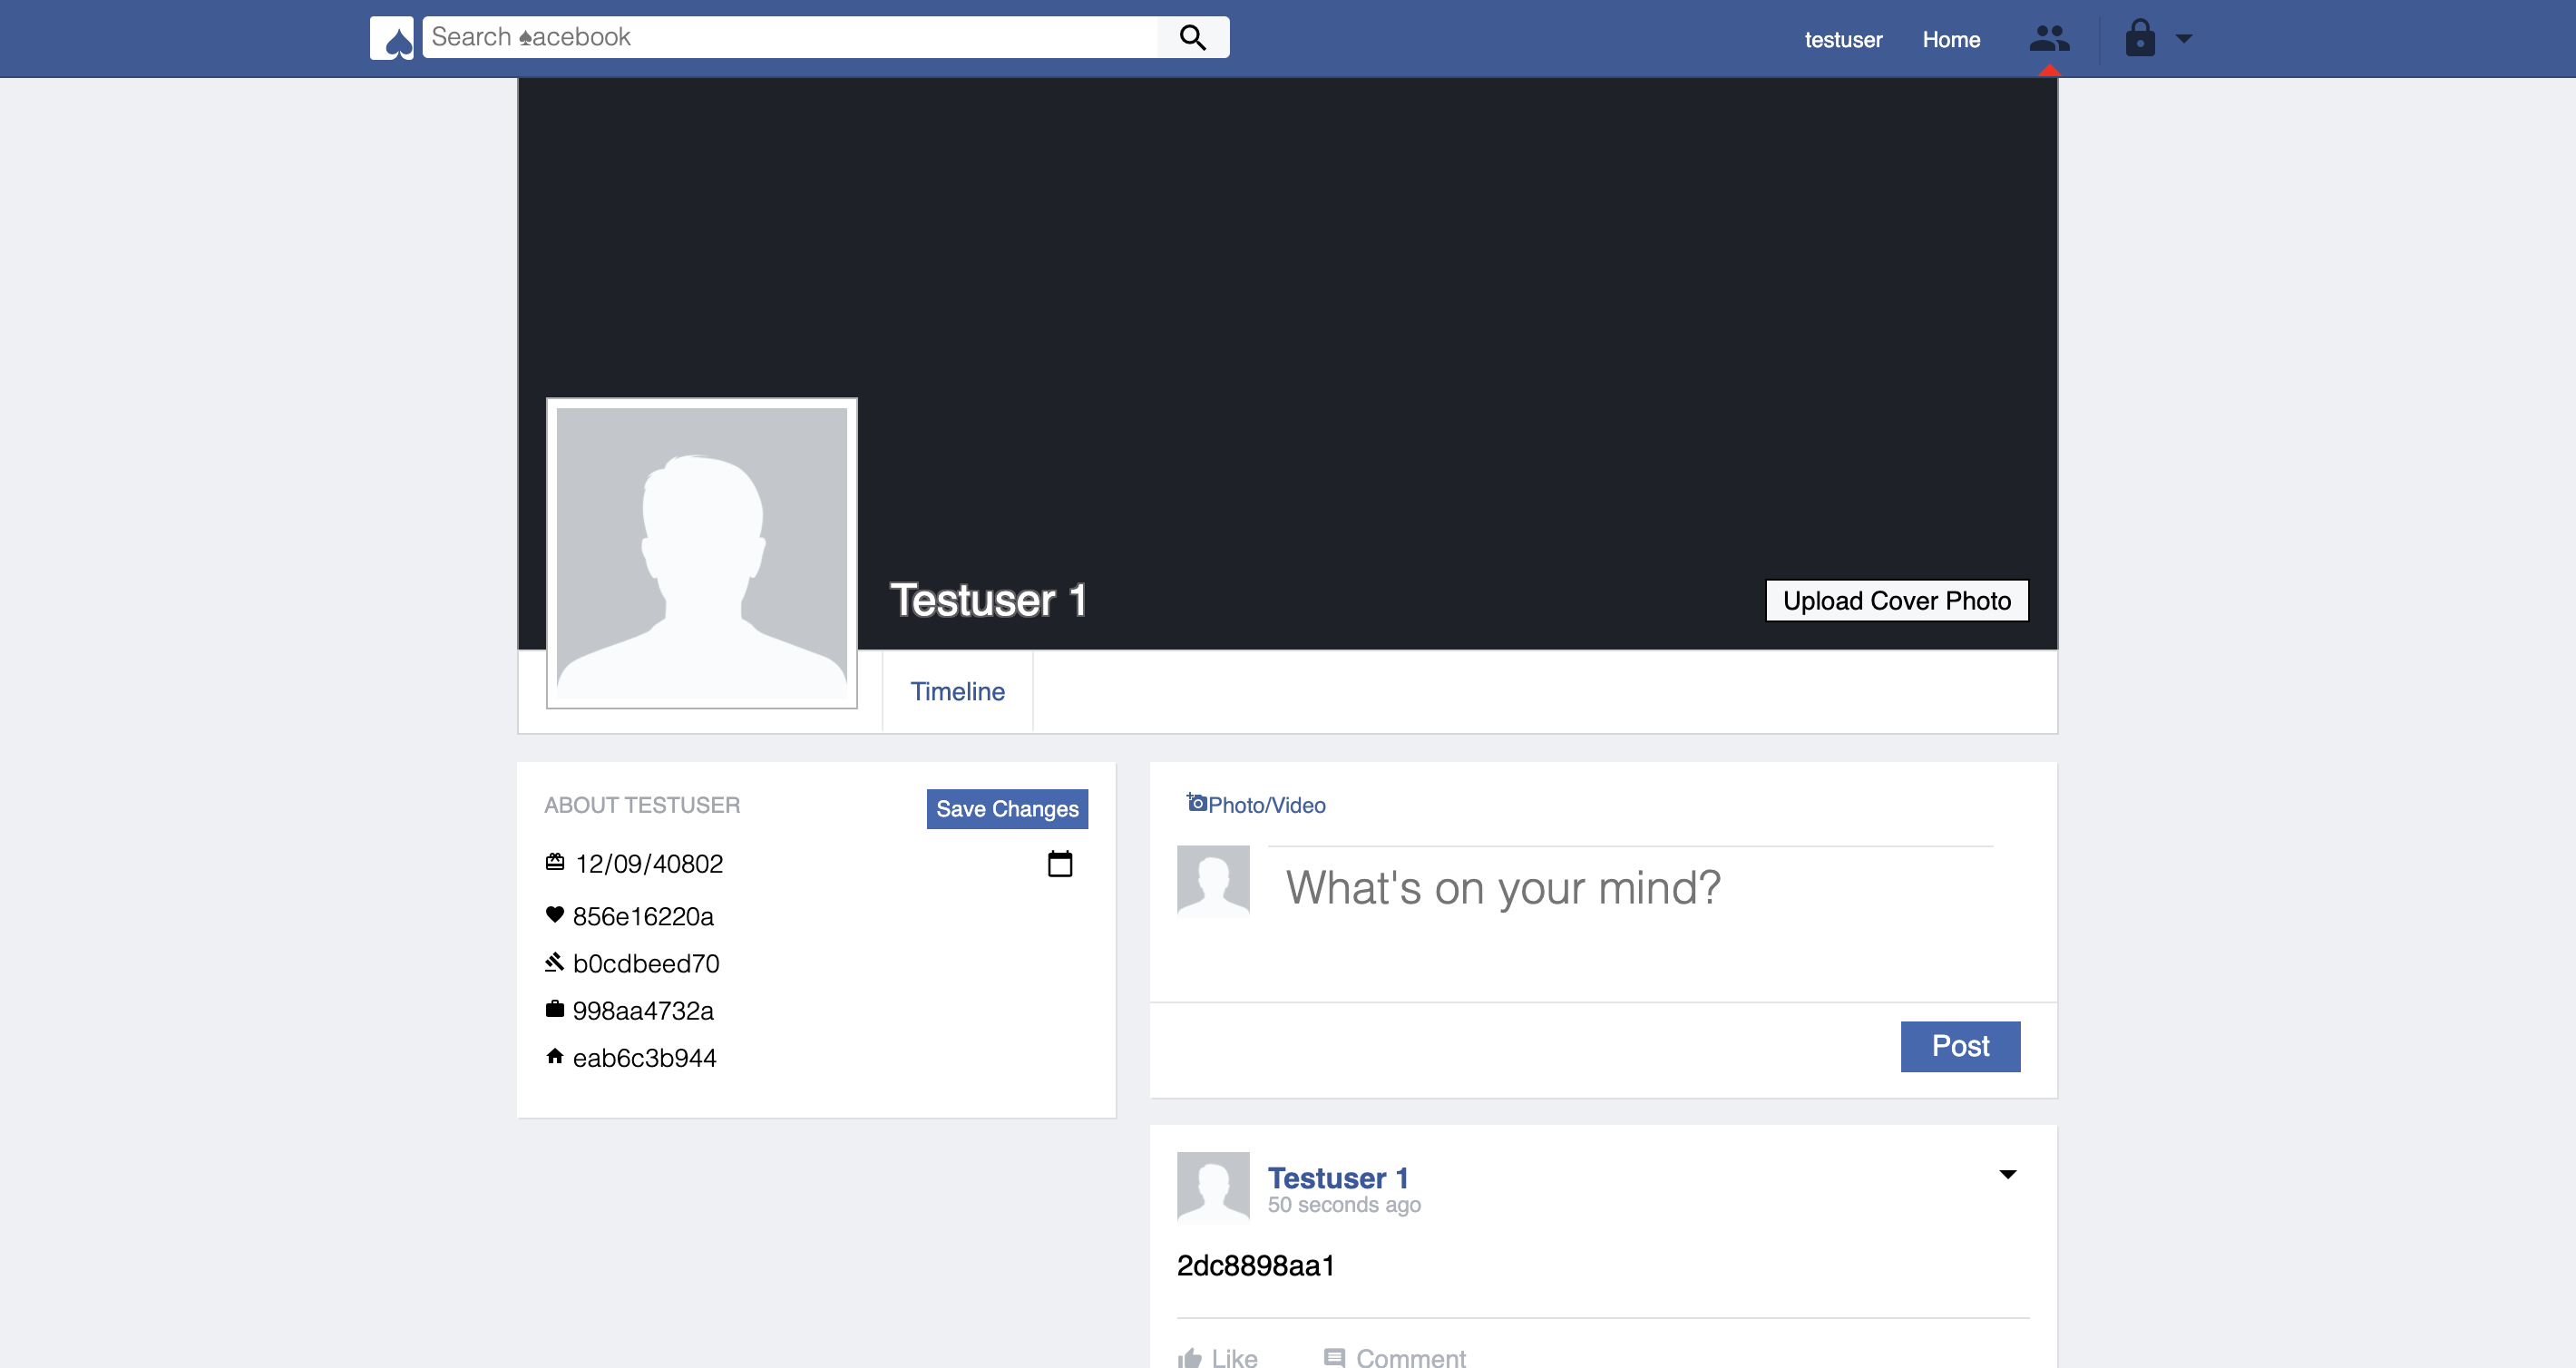 Search ♠acebook
testuser Home
Testuser 1
Upload Cover Photo
Timeline
ABOUT TESTUSER
Save Changes
12/09/40802
856e16220a
b0cdbeed70
998aa4732a
eab6c3b944
Photo/Video
What's on your mind?
Post
Testuser 1
50 seconds ago
2dc8898aa1
Like Comment